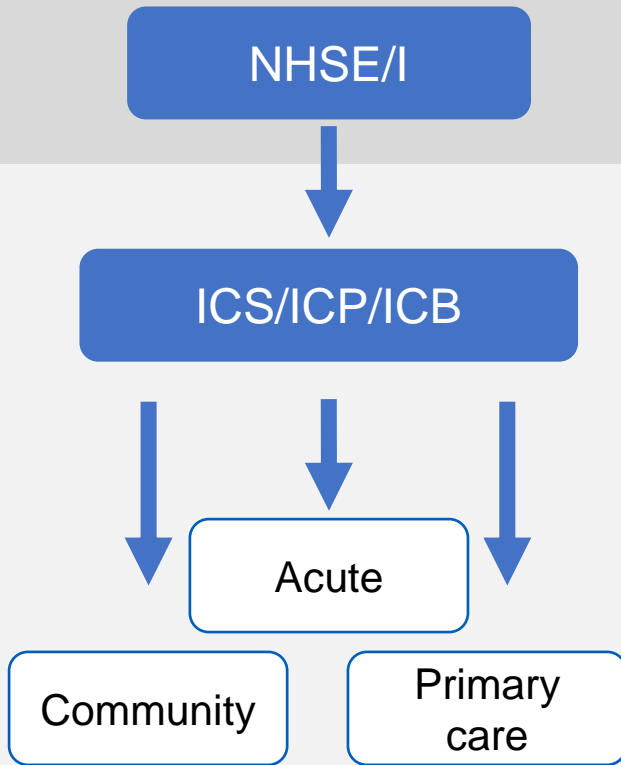 NHSE/I
ICS/ICP/ICB
Acute
Community
Primary
care